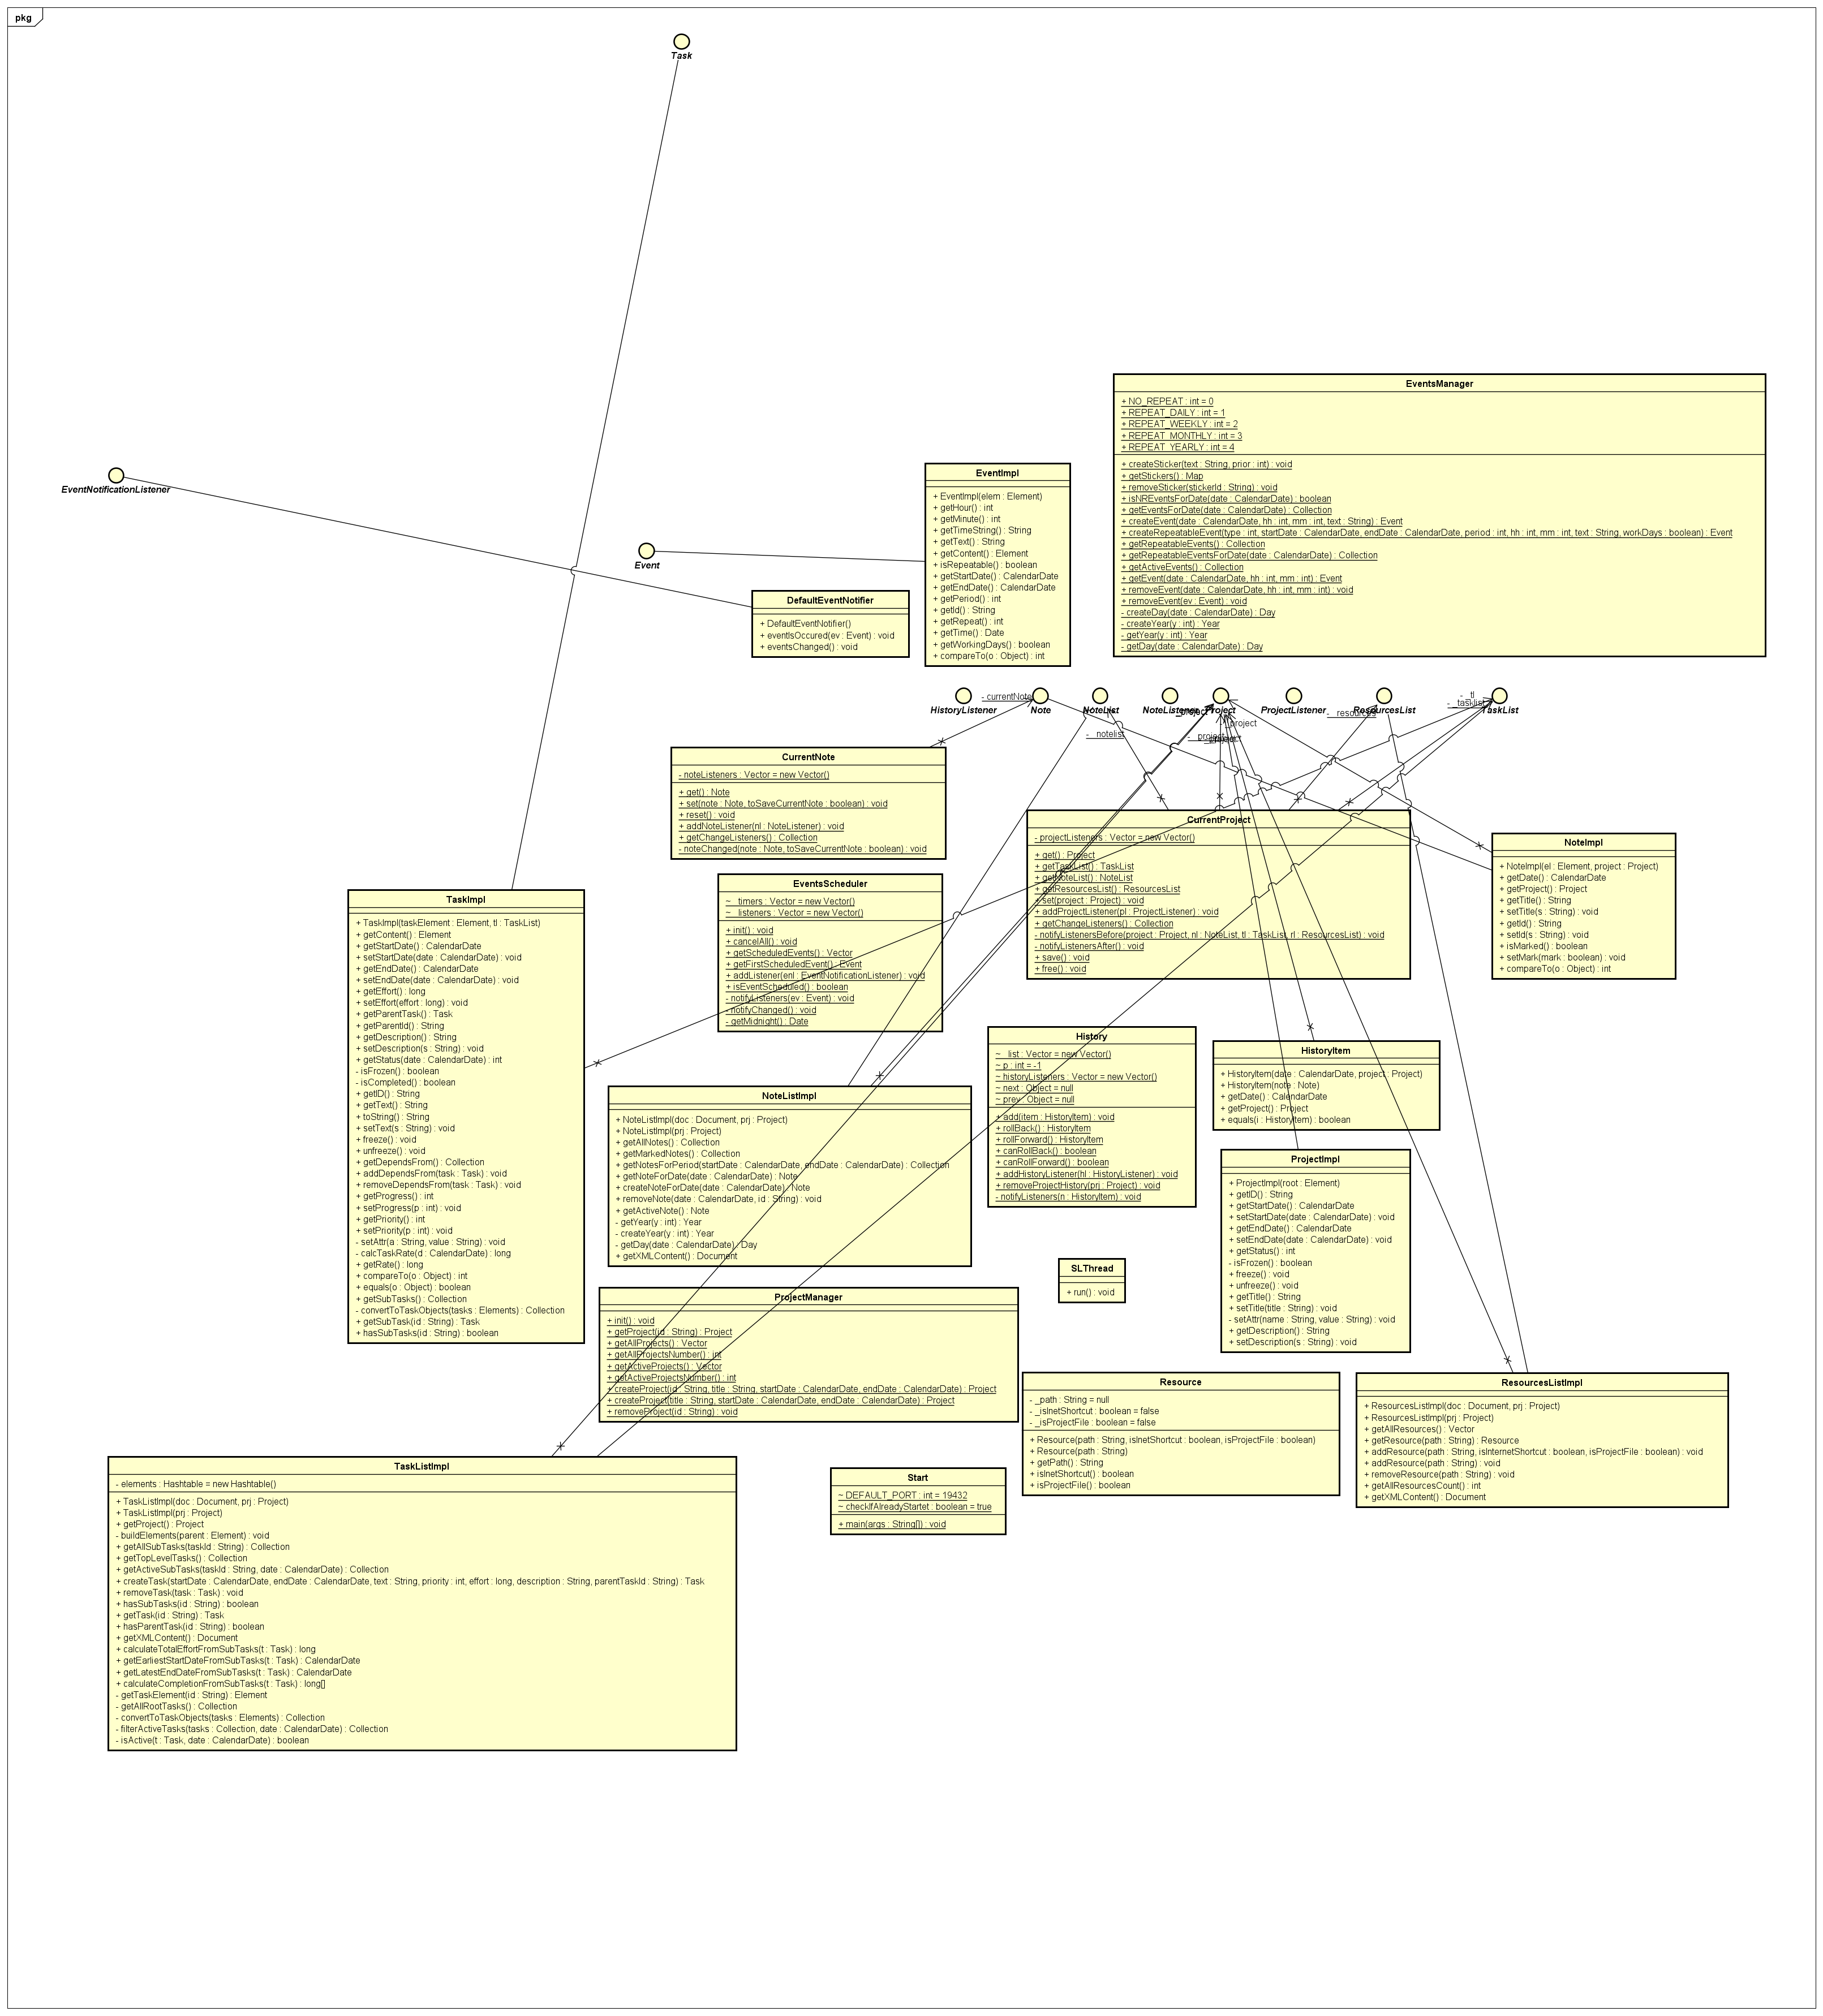 pkg
Task
EventsManager
+ NO_REPEAT : int = 0
+ REPEAT_DAILY : int = 1
+ REPEAT_WEEKLY : int = 2
+ REPEAT_MONTHLY : int = 3
+ REPEAT_YEARLY : int = 4
+ createSticker(text : String, prior : int) : void
+ getStickers() : Map
+ removeSticker(stickerId : String) : void
+ isNREventsForDate(date : CalendarDate) : boolean
+ getEventsForDate(date : CalendarDate) : Collection
+ createEvent(date : CalendarDate, hh : int, mm : int, text : String) : Event
+ createRepeatableEvent(type : int, startDate : CalendarDate, endDate : CalendarDate, period : int, hh : int, mm : int, text : String, workDays : boolean) : Event
+ getRepeatableEvents() : Collection
+ getRepeatableEventsForDate(date : CalendarDate) : Collection
+ getActiveEvents() : Collection
+ getEvent(date : CalendarDate, hh : int, mm : int) : Event
+ removeEvent(date : CalendarDate, hh : int, mm : int) : void
+ removeEvent(ev : Event) : void
- createDay(date : CalendarDate) : Day
- createYear(y : int) : Year
- getYear(y : int) : Year
- getDay(date : CalendarDate) : Day
EventNotificationListener
EventImpl
+ EventImpl(elem : Element)
+ getHour() : int
+ getMinute() : int
+ getTimeString() : String
+ getText() : String
+ getContent() : Element
+ isRepeatable() : boolean
+ getStartDate() : CalendarDate
+ getEndDate() : CalendarDate
+ getPeriod() : int
+ getId() : String
+ getRepeat() : int
+ getTime() : Date
+ getWorkingDays() : boolean
+ compareTo(o : Object) : int
Event
DefaultEventNotifier
+ DefaultEventNotifier()
+ eventIsOccured(ev : Event) : void
+ eventsChanged() : void
HistoryListener
- currentNote
Note
NoteList
- _notelist
NoteListener
Project
ProjectListener
- _resources
ResourcesList
- _tl
- _tasklist
TaskList
CurrentNote
- noteListeners : Vector = new Vector()
+ get() : Note
+ set(note : Note, toSaveCurrentNote : boolean) : void
+ reset() : void
+ addNoteListener(nl : NoteListener) : void
+ getChangeListeners() : Collection
- noteChanged(note : Note, toSaveCurrentNote : boolean) : void
CurrentProject
- projectListeners : Vector = new Vector()
+ get() : Project
+ getTaskList() : TaskList
+ getNoteList() : NoteList
+ getResourcesList() : ResourcesList
+ set(project : Project) : void
+ addProjectListener(pl : ProjectListener) : void
+ getChangeListeners() : Collection
- notifyListenersBefore(project : Project, nl : NoteList, tl : TaskList, rl : ResourcesList) : void
- notifyListenersAfter() : void
+ save() : void
+ free() : void
NoteImpl
+ NoteImpl(el : Element, project : Project)
+ getDate() : CalendarDate
+ getProject() : Project
+ getTitle() : String
+ setTitle(s : String) : void
+ getId() : String
+ setId(s : String) : void
+ isMarked() : boolean
+ setMark(mark : boolean) : void
+ compareTo(o : Object) : int
EventsScheduler
~ _timers : Vector = new Vector()
~ _listeners : Vector = new Vector()
+ init() : void
+ cancelAll() : void
+ getScheduledEvents() : Vector
+ getFirstScheduledEvent() : Event
+ addListener(enl : EventNotificationListener) : void
+ isEventScheduled() : boolean
- notifyListeners(ev : Event) : void
- notifyChanged() : void
- getMidnight() : Date
TaskImpl
+ TaskImpl(taskElement : Element, tl : TaskList)
+ getContent() : Element
+ getStartDate() : CalendarDate
+ setStartDate(date : CalendarDate) : void
+ getEndDate() : CalendarDate
+ setEndDate(date : CalendarDate) : void
+ getEffort() : long
+ setEffort(effort : long) : void
+ getParentTask() : Task
+ getParentId() : String
+ getDescription() : String
+ setDescription(s : String) : void
+ getStatus(date : CalendarDate) : int
- isFrozen() : boolean
- isCompleted() : boolean
+ getID() : String
+ getText() : String
+ toString() : String
+ setText(s : String) : void
+ freeze() : void
+ unfreeze() : void
+ getDependsFrom() : Collection
+ addDependsFrom(task : Task) : void
+ removeDependsFrom(task : Task) : void
+ getProgress() : int
+ setProgress(p : int) : void
+ getPriority() : int
+ setPriority(p : int) : void
- setAttr(a : String, value : String) : void
- calcTaskRate(d : CalendarDate) : long
+ getRate() : long
+ compareTo(o : Object) : int
+ equals(o : Object) : boolean
+ getSubTasks() : Collection
- convertToTaskObjects(tasks : Elements) : Collection
+ getSubTask(id : String) : Task
+ hasSubTasks(id : String) : boolean
History
~ _list : Vector = new Vector()
~ p : int = -1
~ historyListeners : Vector = new Vector()
~ next : Object = null
~ prev : Object = null
+ add(item : HistoryItem) : void
+ rollBack() : HistoryItem
+ rollForward() : HistoryItem
+ canRollBack() : boolean
+ canRollForward() : boolean
+ addHistoryListener(hl : HistoryListener) : void
+ removeProjectHistory(prj : Project) : void
- notifyListeners(n : HistoryItem) : void
HistoryItem
+ HistoryItem(date : CalendarDate, project : Project)
+ HistoryItem(note : Note)
+ getDate() : CalendarDate
+ getProject() : Project
+ equals(i : HistoryItem) : boolean
NoteListImpl
+ NoteListImpl(doc : Document, prj : Project)
+ NoteListImpl(prj : Project)
+ getAllNotes() : Collection
+ getMarkedNotes() : Collection
+ getNotesForPeriod(startDate : CalendarDate, endDate : CalendarDate) : Collection
+ getNoteForDate(date : CalendarDate) : Note
+ createNoteForDate(date : CalendarDate) : Note
+ removeNote(date : CalendarDate, id : String) : void
+ getActiveNote() : Note
- getYear(y : int) : Year
- createYear(y : int) : Year
- getDay(date : CalendarDate) : Day
+ getXMLContent() : Document
ProjectImpl
+ ProjectImpl(root : Element)
+ getID() : String
+ getStartDate() : CalendarDate
+ setStartDate(date : CalendarDate) : void
+ getEndDate() : CalendarDate
+ setEndDate(date : CalendarDate) : void
+ getStatus() : int
- isFrozen() : boolean
+ freeze() : void
+ unfreeze() : void
+ getTitle() : String
+ setTitle(title : String) : void
- setAttr(name : String, value : String) : void
+ getDescription() : String
+ setDescription(s : String) : void
SLThread
+ run() : void
ProjectManager
+ init() : void
+ getProject(id : String) : Project
+ getAllProjects() : Vector
+ getAllProjectsNumber() : int
+ getActiveProjects() : Vector
+ getActiveProjectsNumber() : int
+ createProject(id : String, title : String, startDate : CalendarDate, endDate : CalendarDate) : Project
+ createProject(title : String, startDate : CalendarDate, endDate : CalendarDate) : Project
+ removeProject(id : String) : void
Resource
- _path : String = null
- _isInetShortcut : boolean = false
- _isProjectFile : boolean = false
+ Resource(path : String, isInetShortcut : boolean, isProjectFile : boolean)
+ Resource(path : String)
+ getPath() : String
+ isInetShortcut() : boolean
+ isProjectFile() : boolean
ResourcesListImpl
+ ResourcesListImpl(doc : Document, prj : Project)
+ ResourcesListImpl(prj : Project)
+ getAllResources() : Vector
+ getResource(path : String) : Resource
+ addResource(path : String, isInternetShortcut : boolean, isProjectFile : boolean) : void
+ addResource(path : String) : void
+ removeResource(path : String) : void
+ getAllResourcesCount() : int
+ getXMLContent() : Document
TaskListImpl
- elements : Hashtable = new Hashtable()
+ TaskListImpl(doc : Document, prj : Project)
+ TaskListImpl(prj : Project)
+ getProject() : Project
- buildElements(parent : Element) : void
+ getAllSubTasks(taskId : String) : Collection
+ getTopLevelTasks() : Collection
+ getActiveSubTasks(taskId : String, date : CalendarDate) : Collection
+ createTask(startDate : CalendarDate, endDate : CalendarDate, text : String, priority : int, effort : long, description : String, parentTaskId : String) : Task
+ removeTask(task : Task) : void
+ hasSubTasks(id : String) : boolean
+ getTask(id : String) : Task
+ hasParentTask(id : String) : boolean
+ getXMLContent() : Document
+ calculateTotalEffortFromSubTasks(t : Task) : long
+ getEarliestStartDateFromSubTasks(t : Task) : CalendarDate
+ getLatestEndDateFromSubTasks(t : Task) : CalendarDate
+ calculateCompletionFromSubTasks(t : Task) : long[]
- getTaskElement(id : String) : Element
- getAllRootTasks() : Collection
- convertToTaskObjects(tasks : Elements) : Collection
- filterActiveTasks(tasks : Collection, date : CalendarDate) : Collection
- isActive(t : Task, date : CalendarDate) : boolean
Start
~ DEFAULT_PORT : int = 19432
~ checkIfAlreadyStartet : boolean = true
+ main(args : String[]) : void